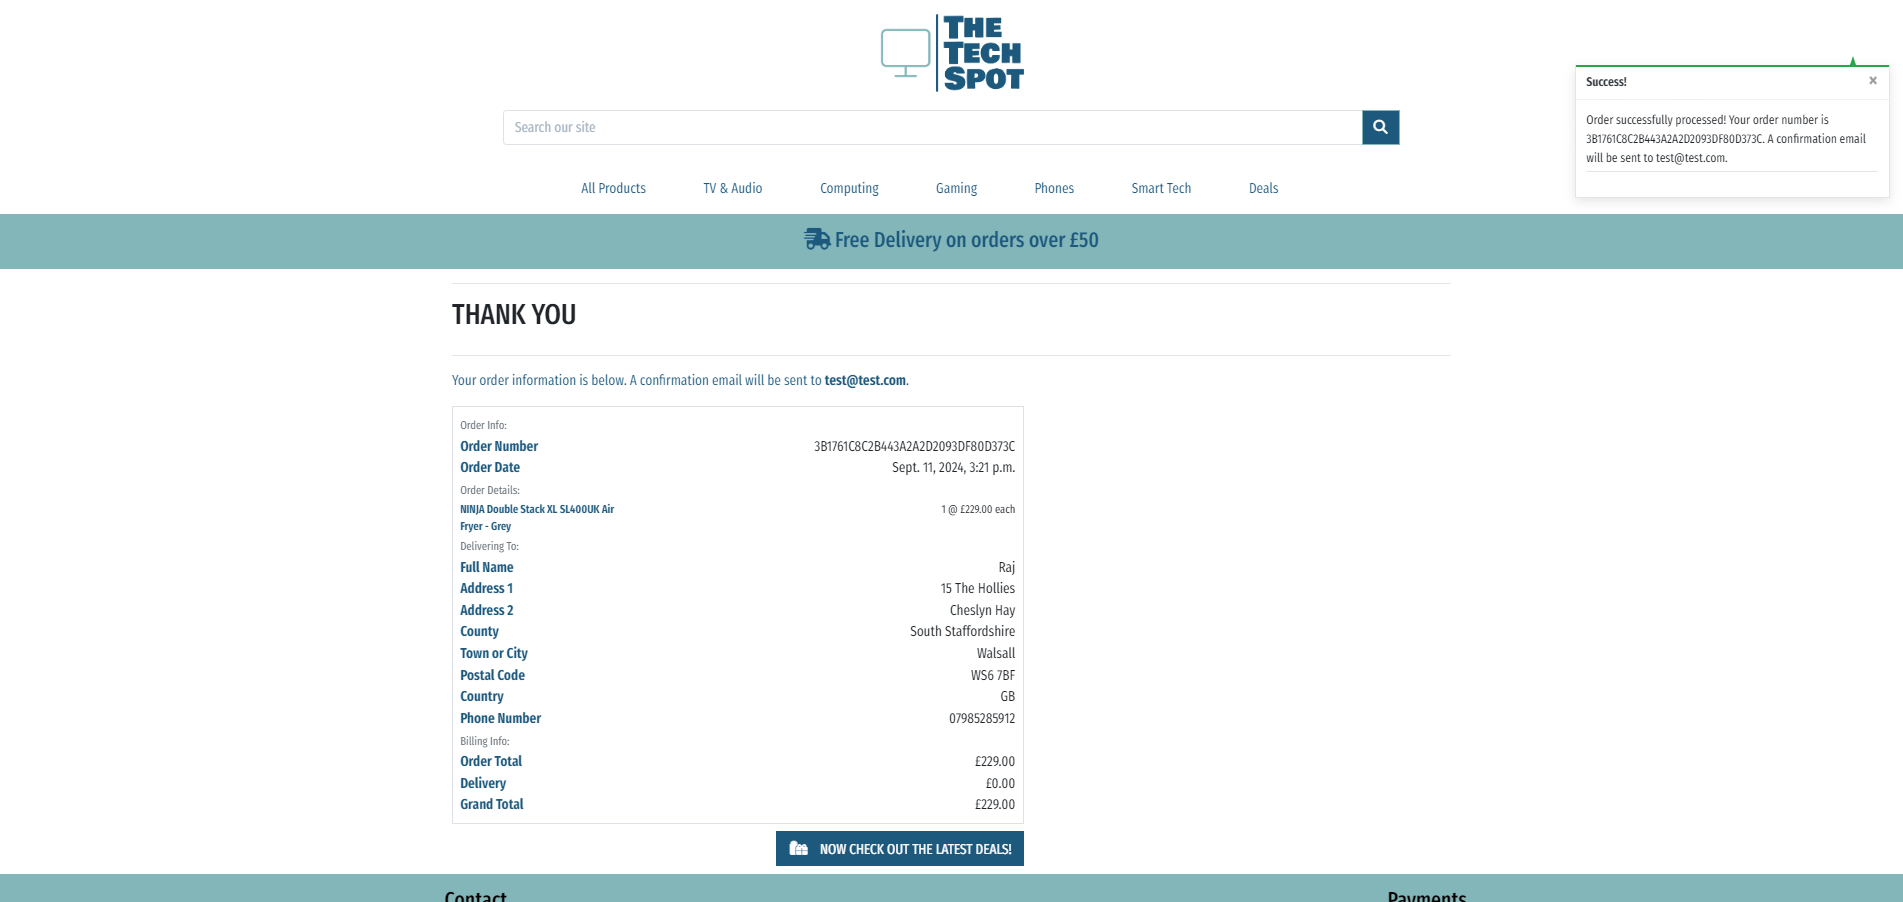 THE
TECH
SPOT
Search our site
All Products TV & Audio Computing Gaming Phones Smart Tech Deals
Success! ×
Order successfully processed! Your order number is
3B1761C8C2B443A2A2D2093DF80D373C. A confirmation email
will be sent to test@test.com.
Free Delivery on orders over £50
THANK YOU
Your order information is below. A confirmation email will be sent to test@test.com.
Order Info:
Order Number 3B1761C8C2B443A2A2D2093DF80D373C
Order Date Sept. 11, 2024, 3:21 p.m.
Order Details:
NINJA Double Stack XL SL400UK Air 1 @ £229.00 each
Fryer - Grey
Delivering To:
Full Name Raj
Address 1 15 The Hollies
Address 2 Cheslyn Hay
County South Staffordshire
Town or City Walsall
Postal Code WS6 7BF
Country GB
Phone Number 07985285912
Billing Info:
Order Total £229.00
Delivery £0.00
Grand Total £229.00
NOW CHECK OUT THE LATEST DEALS!
Contact Payments